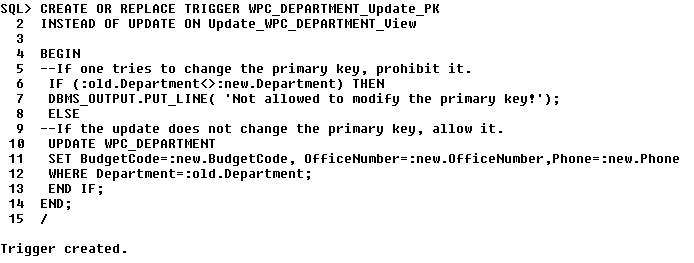 SQL> CREATE OR REPLACE TRIGGER WPC_DEPARTMENT_Update_PK
  2  INSTEAD OF UPDATE ON Update_WPC_DEPARTMENT_View
  3
  4  BEGIN
  5  --If one tries to change the primary key, prohibit it.
  6   IF (:old.Department<>:new.Department) THEN
  7   DBMS_OUTPUT.PUT_LINE( 'Not allowed to modify the primary key!');
  8   ELSE
  9  --If the update does not change the primary key, allow it.
 10   UPDATE WPC_DEPARTMENT
 11   SET BudgetCode=:new.BudgetCode, OfficeNumber=:new.OfficeNumber,Phone=:new.Phone
 12   WHERE Department=:old.Department;
 13   END IF;
 14  END;
 15  /
Trigger created.